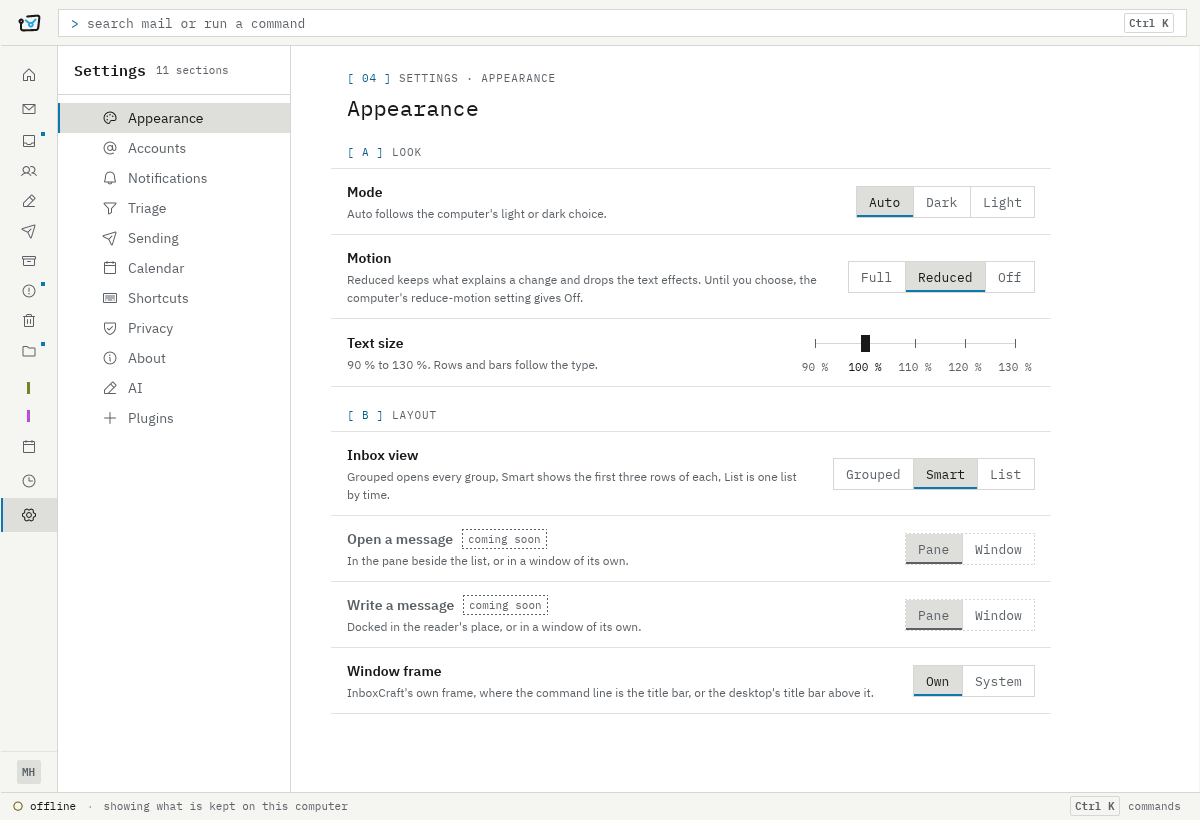 > search mail or run a command
Ctrl K
Settings 11 sections
Appearance
Accounts
Notifications
Triage
Sending
Calendar
Shortcuts
Privacy
About
AI
Plugins
MH
[ 04 ] SETTINGS · APPEARANCE
Appearance
[ A ] LOOK
Mode
Auto follows the computer's light or dark choice.
Auto Dark Light
Motion
Reduced keeps what explains a change and drops the text effects. Until you choose, the
computer's reduce-motion setting gives Off.
Full Reduced Off
Text size
90 % to 130 %. Rows and bars follow the type.
90 % 100 % 110 % 120 % 130 %
[ B ] LAYOUT
Inbox view
Grouped opens every group, Smart shows the first three rows of each, List is one list
by time.
Grouped Smart List
Open a message coming soon
In the pane beside the list, or in a window of its own.
Pane Window
Write a message coming soon
Docked in the reader's place, or in a window of its own.
Pane Window
Window frame
InboxCraft's own frame, where the command line is the title bar, or the desktop's title bar above it.
Own System
offline · showing what is kept on this computer
Ctrl K commands